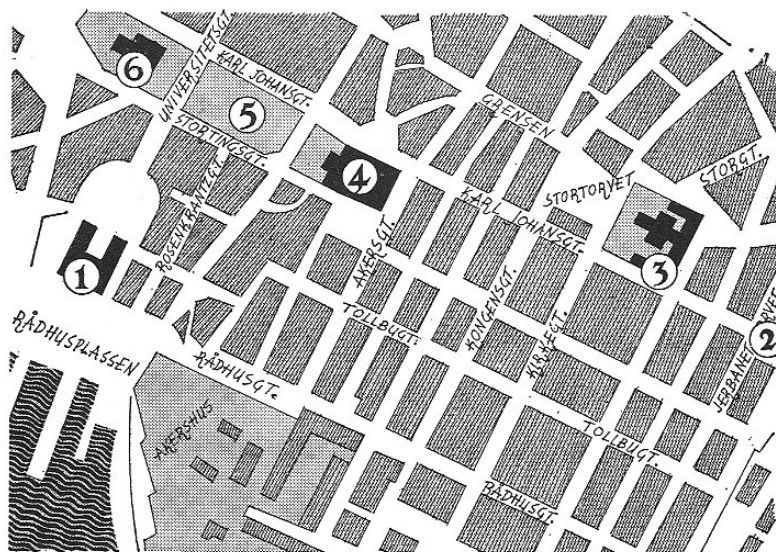 6
UNIVERSITETSGT.
KARL JOHANSGT.
5
STORTINGSGT.
GRENSEN
4
STORGT.
STORTORVET
KARL JOHANSGT.
ROSENKRANTZGT.
AKERSGT.
3
1
KONGENSGT.
TOLLBUGT.
KIRKEGT.
2
RÅDHUSPLASSEN
RÅDHUSGT.
AKERSHUS
TOLLBUGT.
RÅDHUSGT.